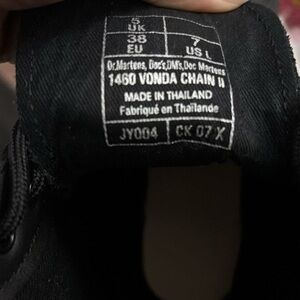 5 UK
38 EU
7 US L
Dr.Martens, Doc's, DM's, Doc Martens
1460 VONDA CHAIN II
MADE IN THAILAND
Fabriqué en Thaïlande
JY004
CK 07 X